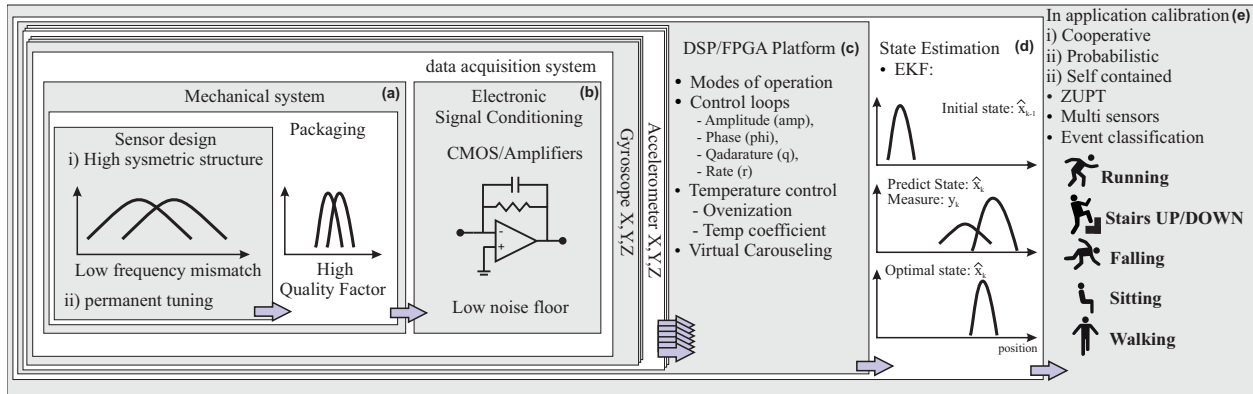 data acquisition system
Mechanical system
(a)
Sensor design
i) High sysmetric structure
Low frequency mismatch
ii) permanent tuning
Packaging
High
Quality Factor
Electronic (b)
Signal Conditioning
CMOS/Amplifiers
-
+
Low noise floor
Gyroscope X,Y,Z
Accelerometer X,Y,Z
DSP/FPGA Platform (c)
• Modes of operation
• Control loops
- Amplitude (amp),
- Phase (phi),
- Qadarature (q),
- Rate (r)
• Temperature control
- Ovenization
- Temp coefficient
• Virtual Carouseling
State Estimation (d)
• EKF:
Initial state: x̂k-1
Predict State: x̂k
Measure: yk
Optimal state: x̂k
position
In application calibration (e)
i) Cooperative
ii) Probabilistic
ii) Self contained
• ZUPT
• Multi sensors
• Event classification
Running
Stairs UP/DOWN
Falling
Sitting
Walking